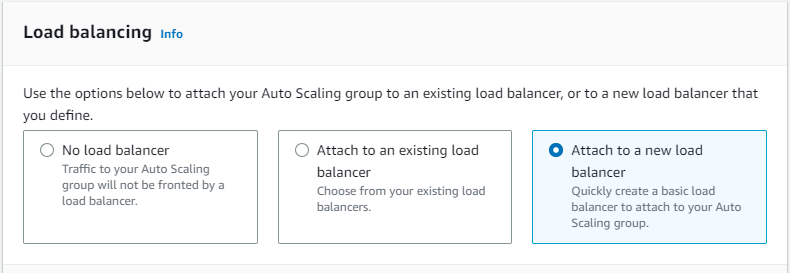 Load balancing Info
Use the options below to attach your Auto Scaling group to an existing load balancer, or to a new load balancer that
you define.
No load balancer
Traffic to your Auto Scaling
group will not be fronted by a
load balancer.
Attach to an existing load
balancer
Choose from your existing load
balancers.
Attach to a new load
balancer
Quickly create a basic load
balancer to attach to your Auto
Scaling group.